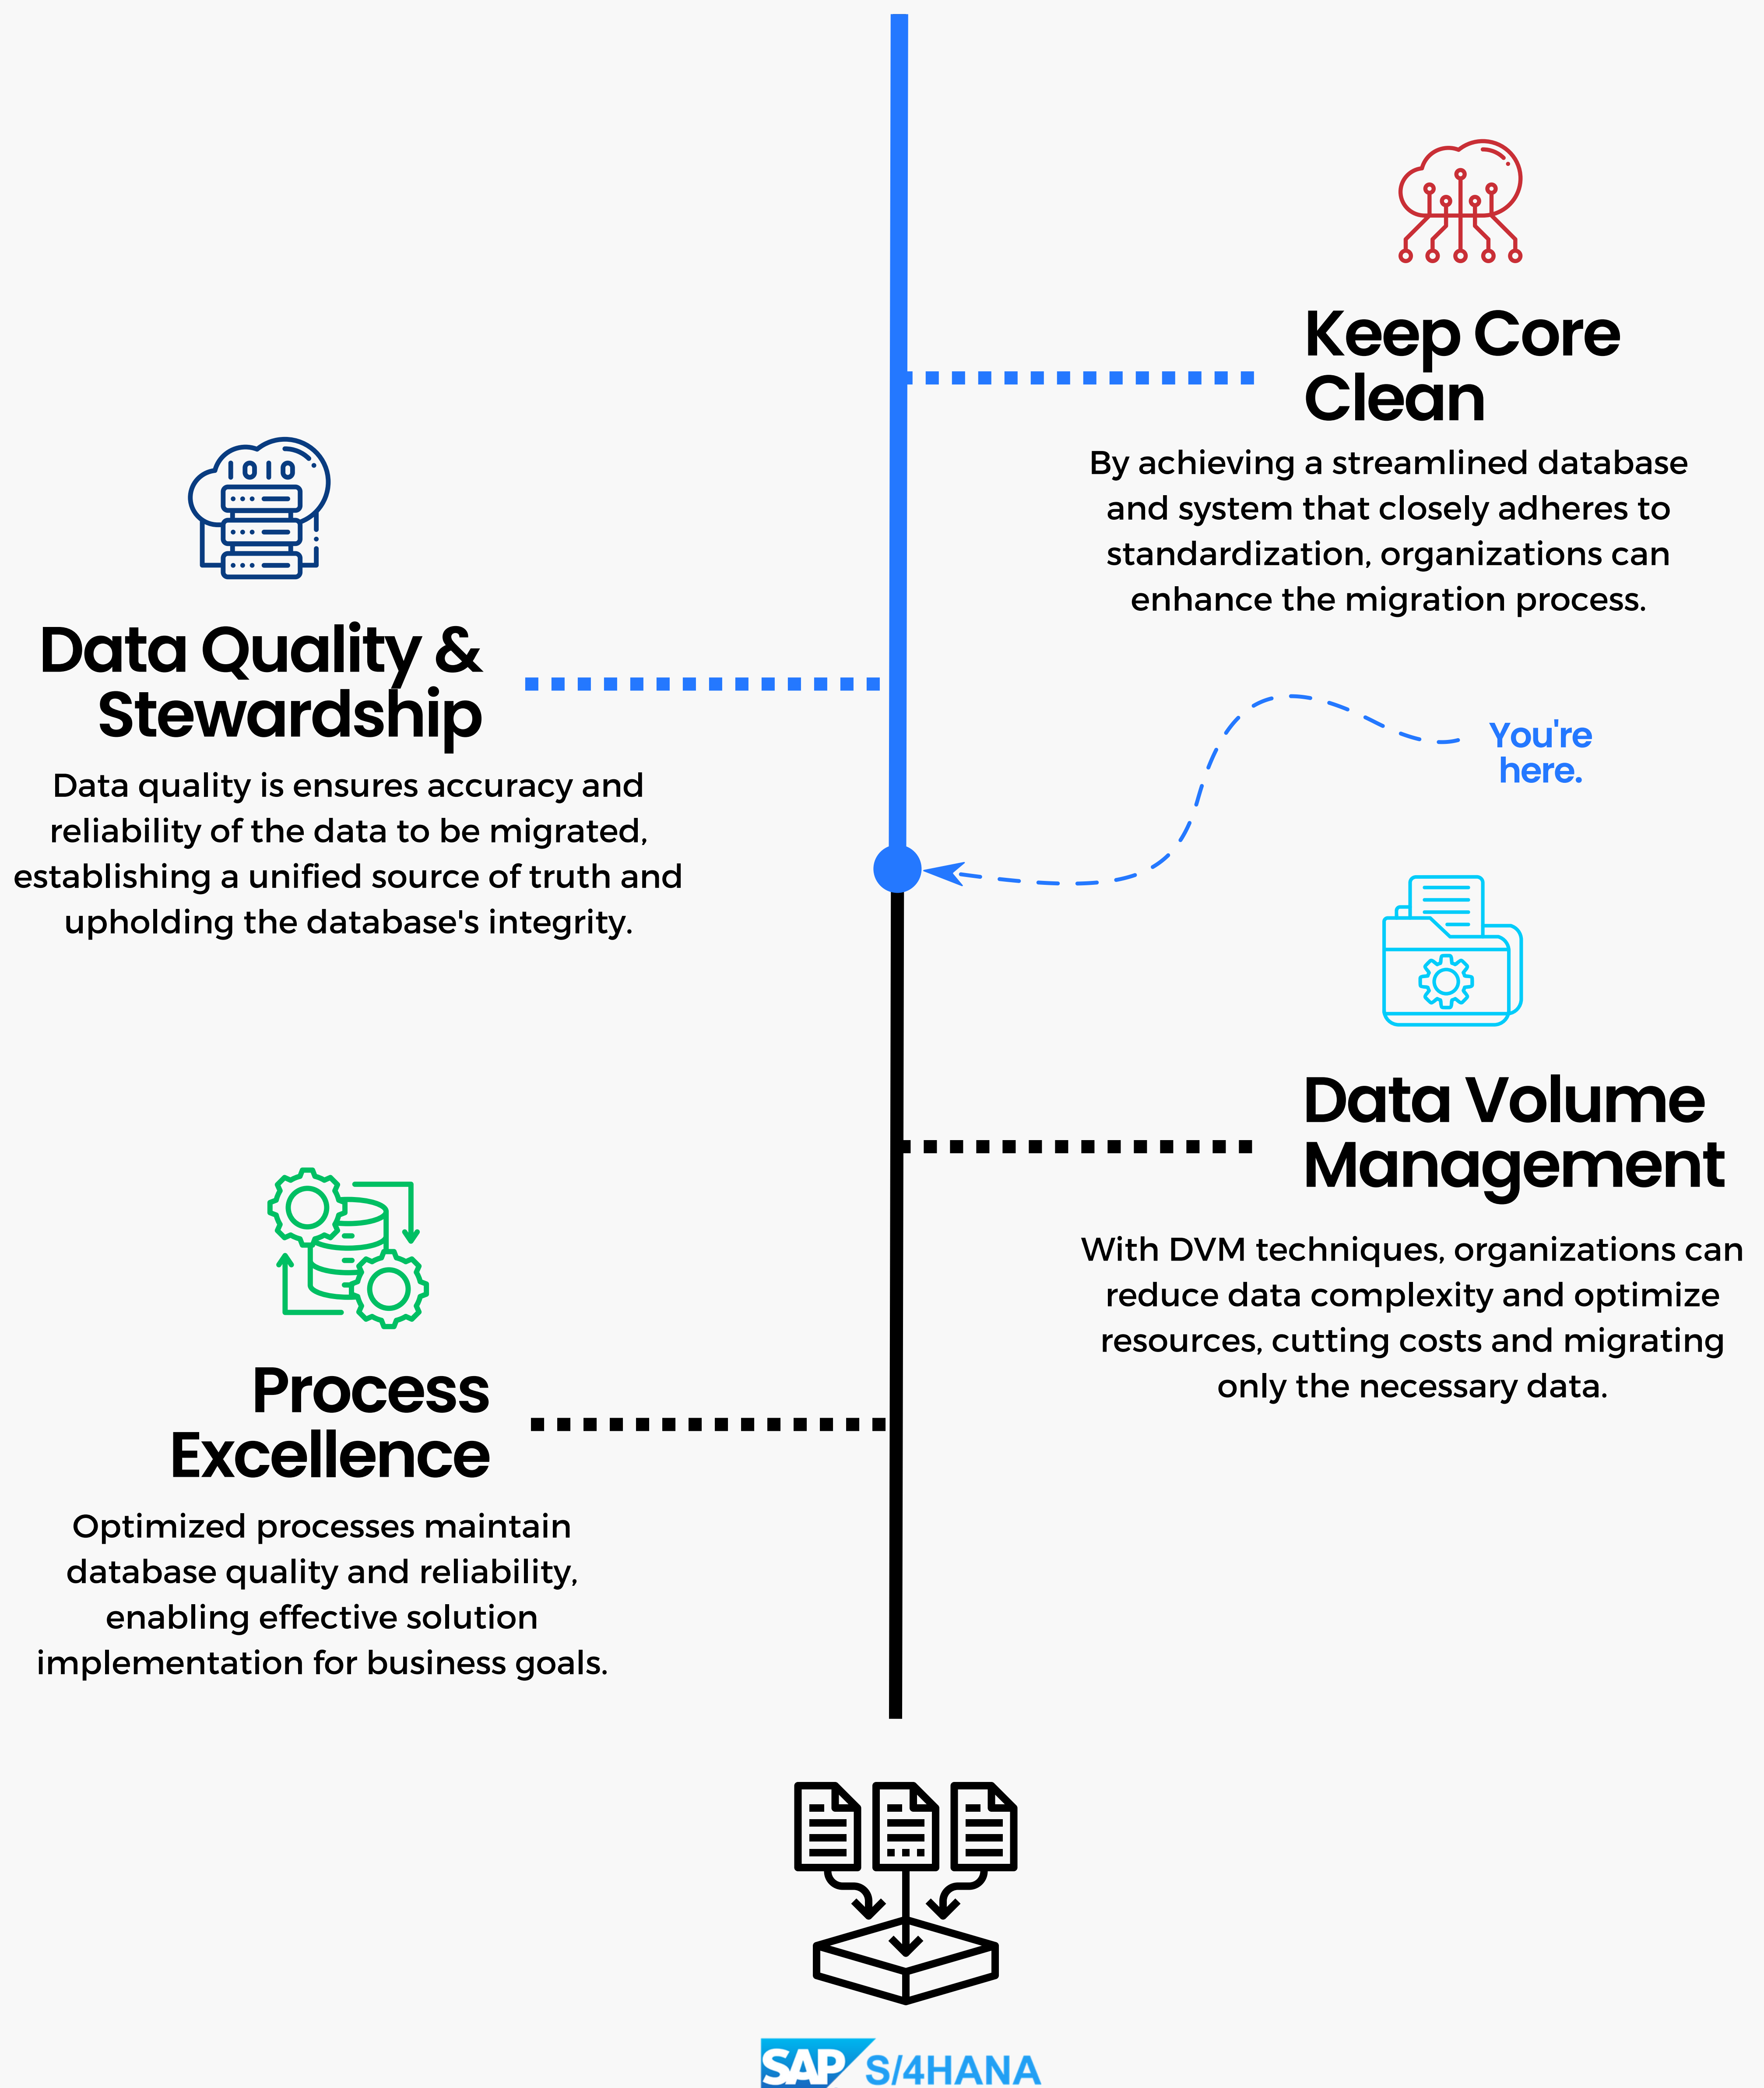 Keep Core
Clean
By achieving a streamlined database
and system that closely adheres to
standardization, organizations can
enhance the migration process.
1010
Data Quality &
Stewardship
Data quality is ensures accuracy and
reliability of the data to be migrated,
establishing a unified source of truth and
upholding the database's integrity.
You're
here.
Data Volume
Management
With DVM techniques, organizations can
reduce data complexity and optimize
resources, cutting costs and migrating
only the necessary data.
Process
Excellence
Optimized processes maintain
database quality and reliability,
enabling effective solution
implementation for business goals.
SAP S/4HANA